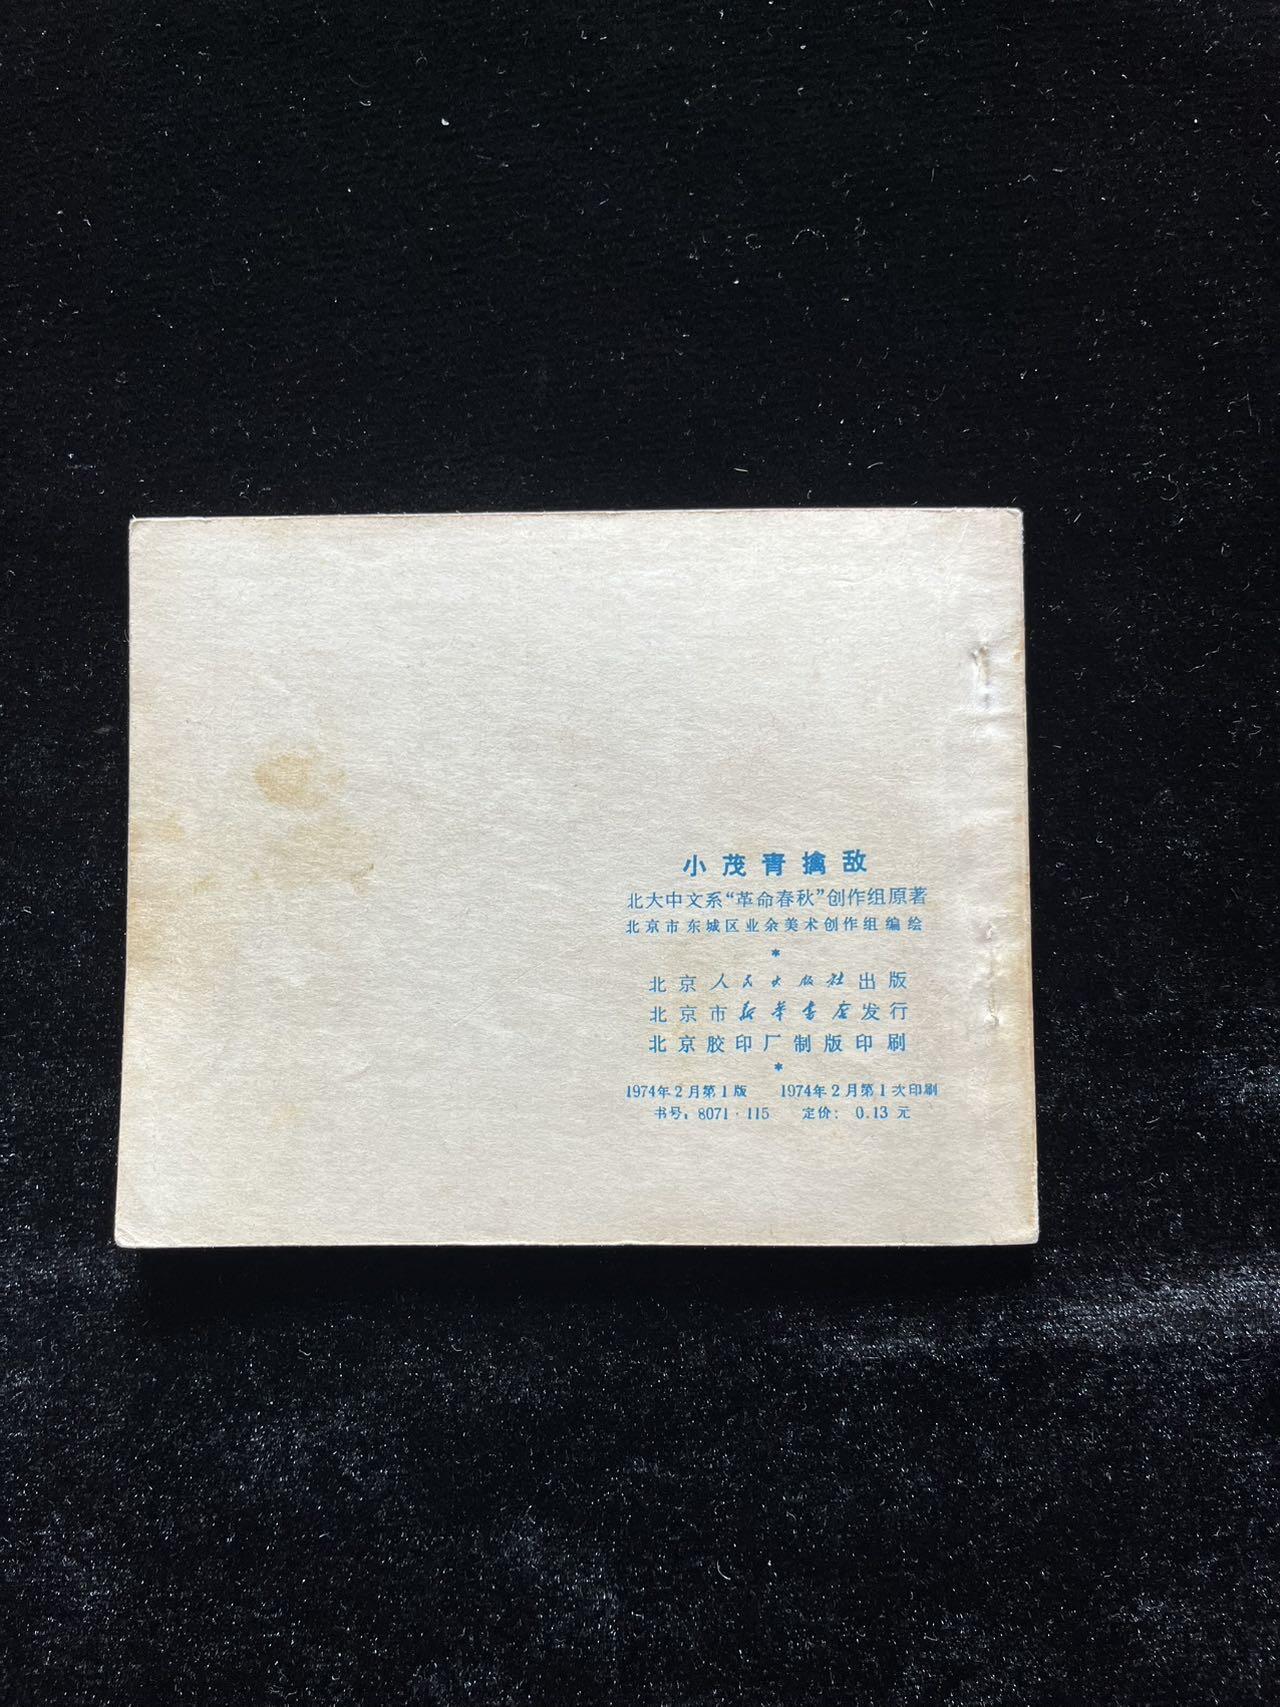 小茂青擒敌
北大中文系“革命春秋”创作组原著
北京市东城区业余美术创作组编绘
*
北京人民出版社出版
北京市新华书店发行
北京胶印厂制版印刷
*
1974年2月第1版 1974年2月第1次印刷
书号：8071·115 定价：0.13元